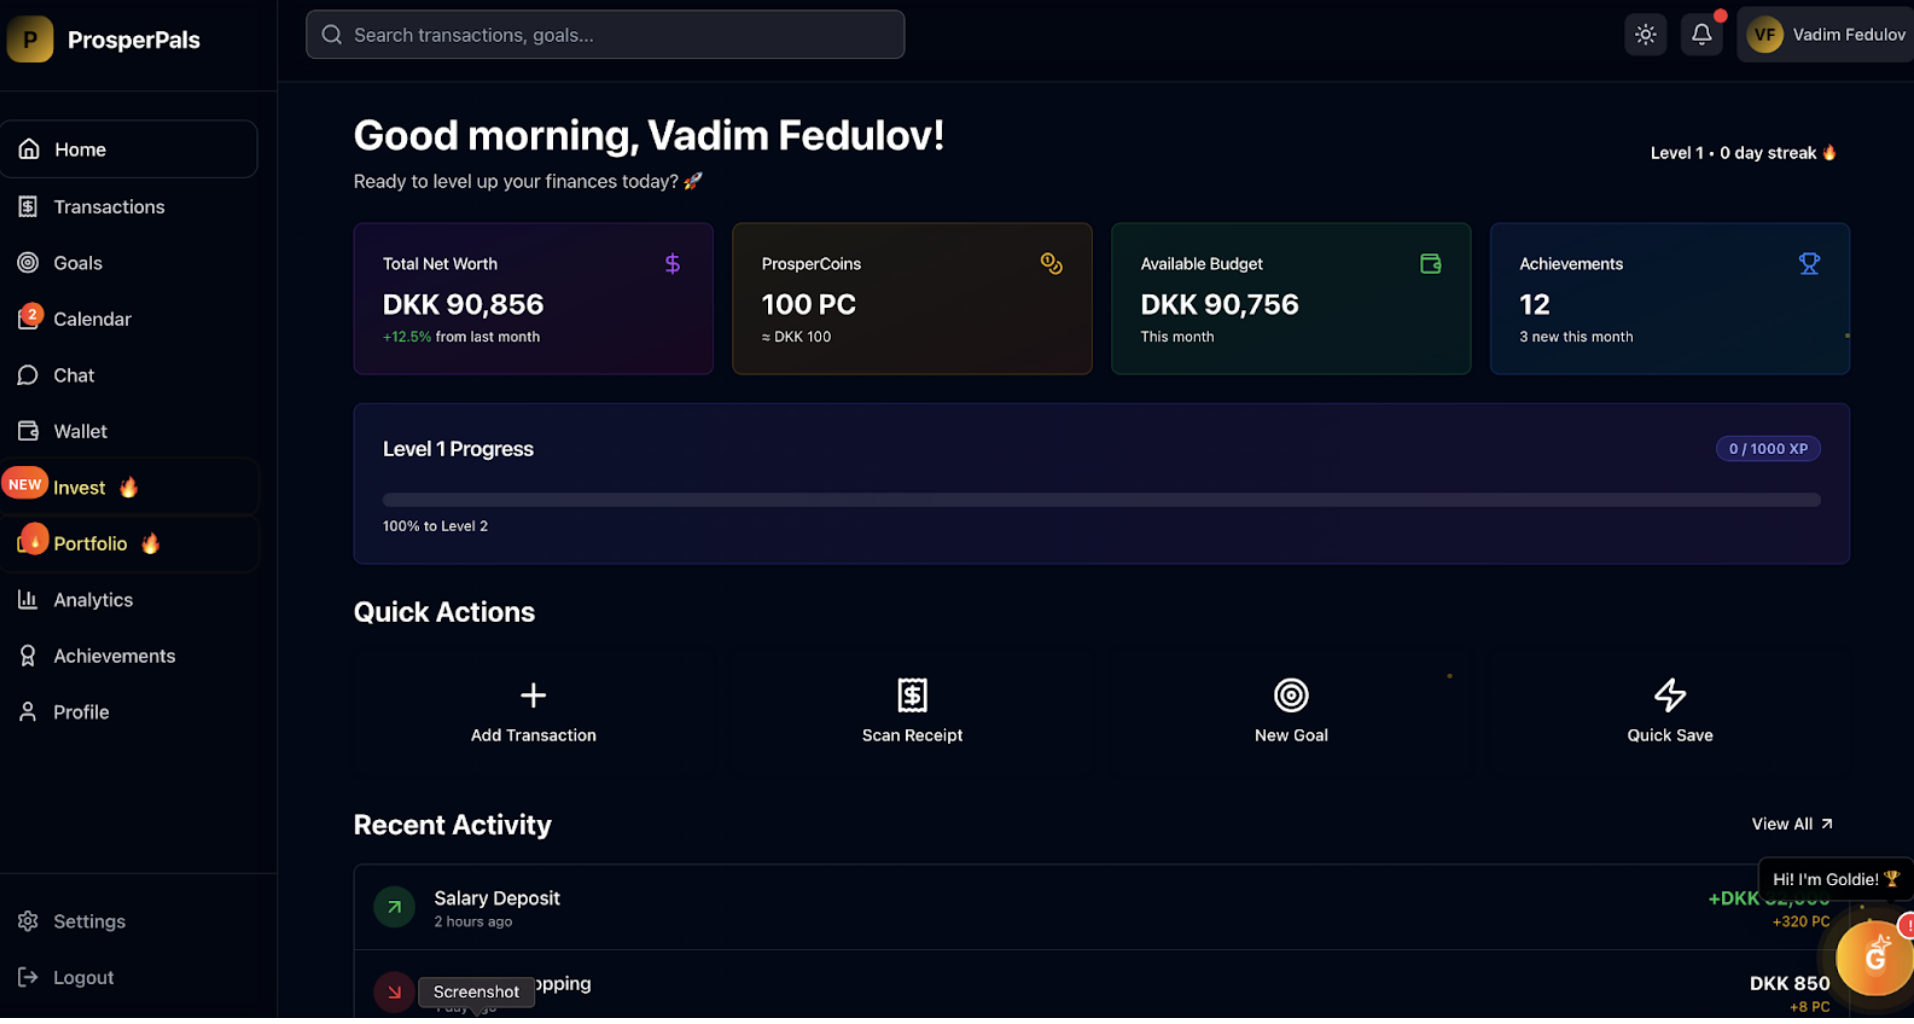 P
ProsperPals
Search transactions, goals...
VF
Vadim Fedulov
Home
Transactions
Goals
2
Calendar
Chat
Wallet
NEW
Invest 🔥
Portfolio 🔥
Analytics
Achievements
Profile
Settings
Logout
Good morning, Vadim Fedulov!
Ready to level up your finances today? 🚀
Level 1 • 0 day streak 🔥
Total Net Worth
$
DKK 90,856
+12.5% from last month
ProsperCoins
100 PC
≈ DKK 100
Available Budget
DKK 90,756
This month
Achievements
12
3 new this month
Level 1 Progress
0 / 1000 XP
100% to Level 2
Quick Actions
Add Transaction
Scan Receipt
New Goal
Quick Save
Recent Activity
View All
Salary Deposit
2 hours ago
+DKK
+320 PC
Hi! I'm Goldie! 🏆
G
!
opping
Screenshot
DKK 850
+8 PC